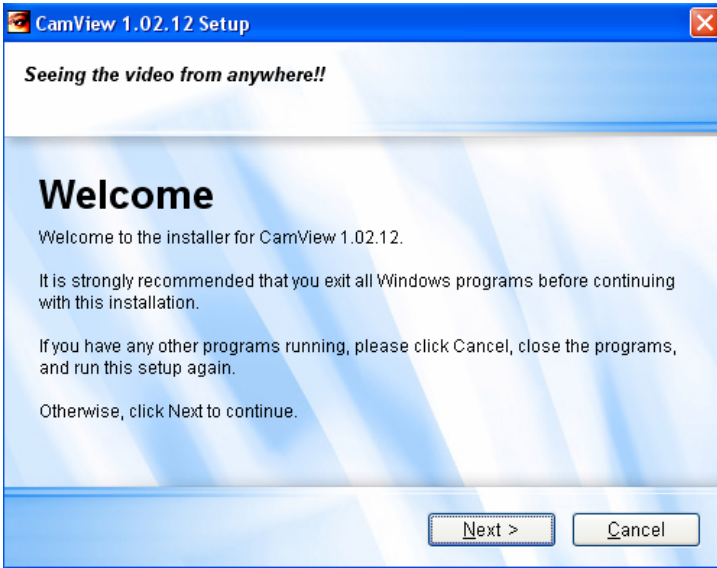 CamView 1.02.12 Setup
Seeing the video from anywhere!!
Welcome
Welcome to the installer for CamView 1.02.12.
It is strongly recommended that you exit all Windows programs before continuing
with this installation.
If you have any other programs running, please click Cancel, close the programs,
and run this setup again.
Otherwise, click Next to continue.
Next >
Cancel